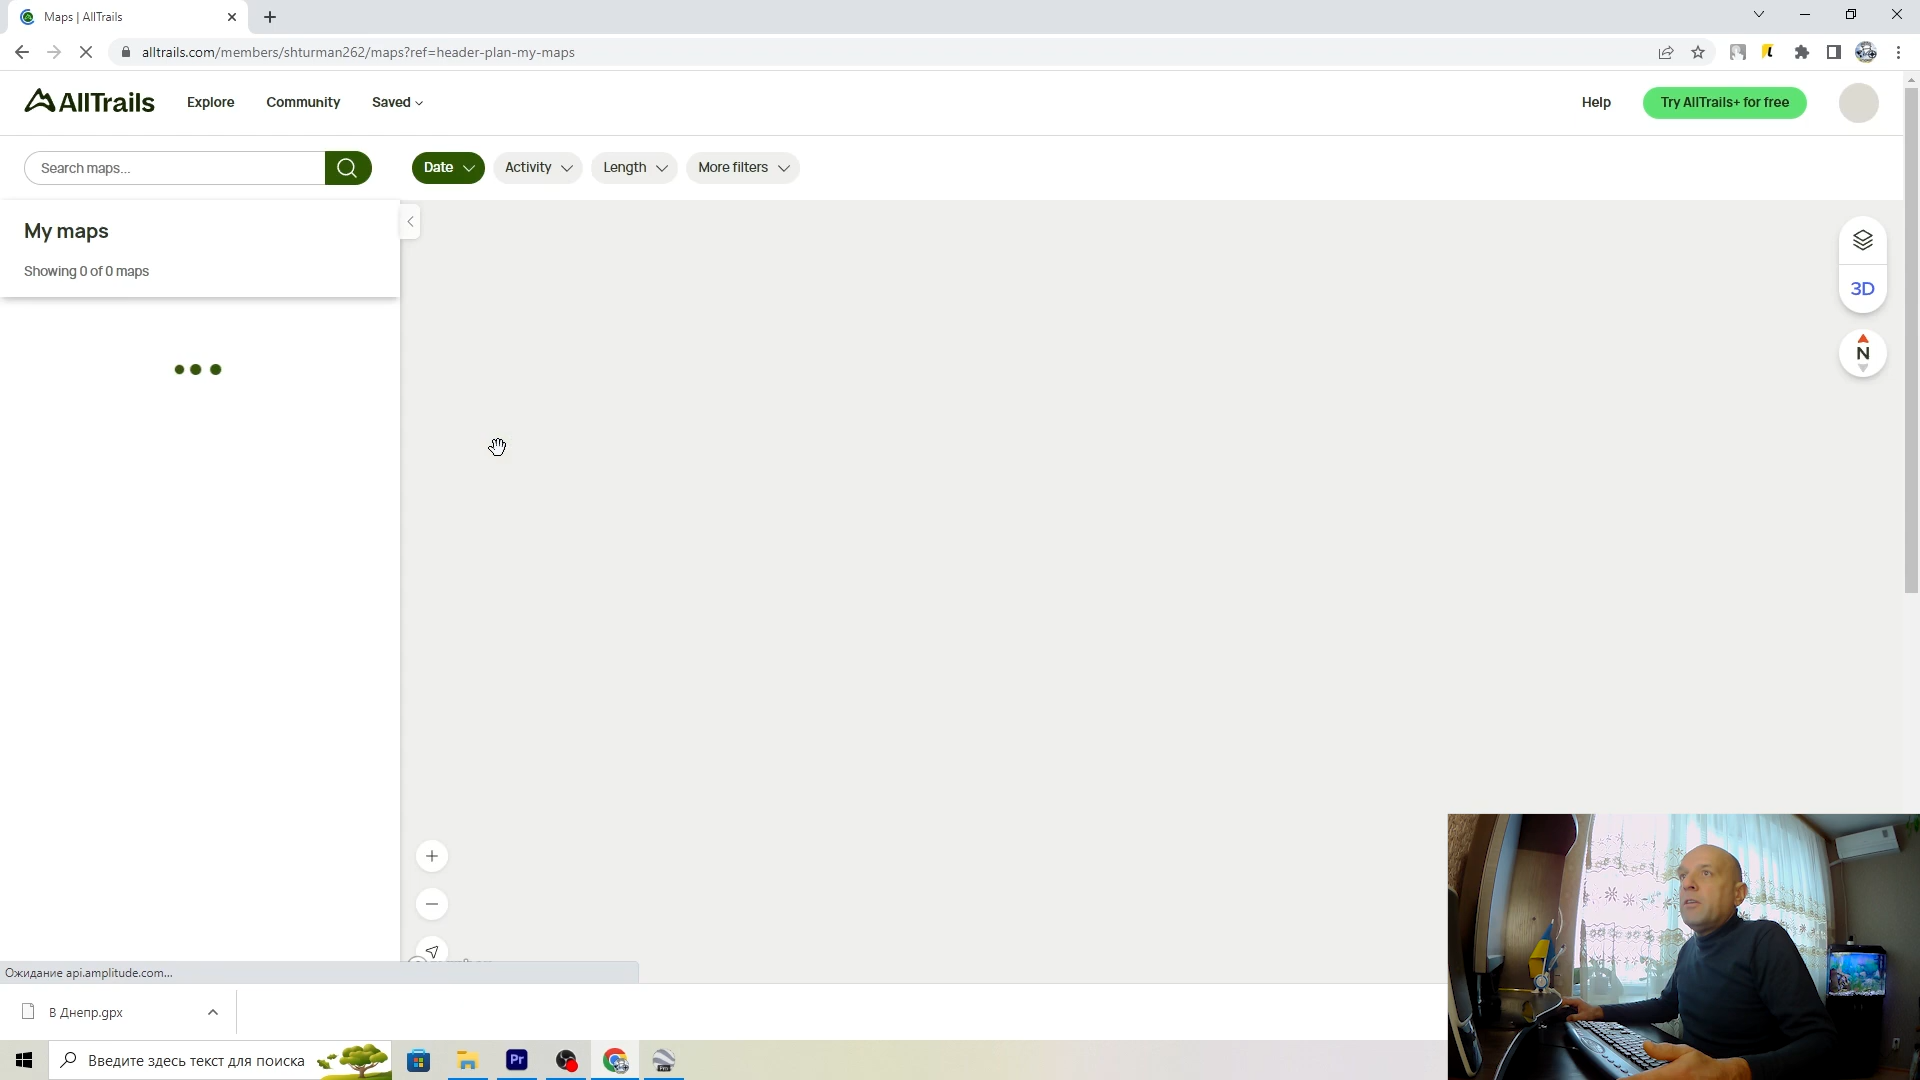 Maps | AllTrails
alltrails.com/members/shturman262/maps?ref=header-plan-my-maps
AllTrails
Explore
Community
Saved
Help
Try AllTrails+ for free
Search maps...
Date
Activity
Length
More filters
My maps
Showing 0 of 0 maps
3D
N
Ожидание api.amplitude.com...
В Днепр.gpx
Введите здесь текст для поиска
Pr